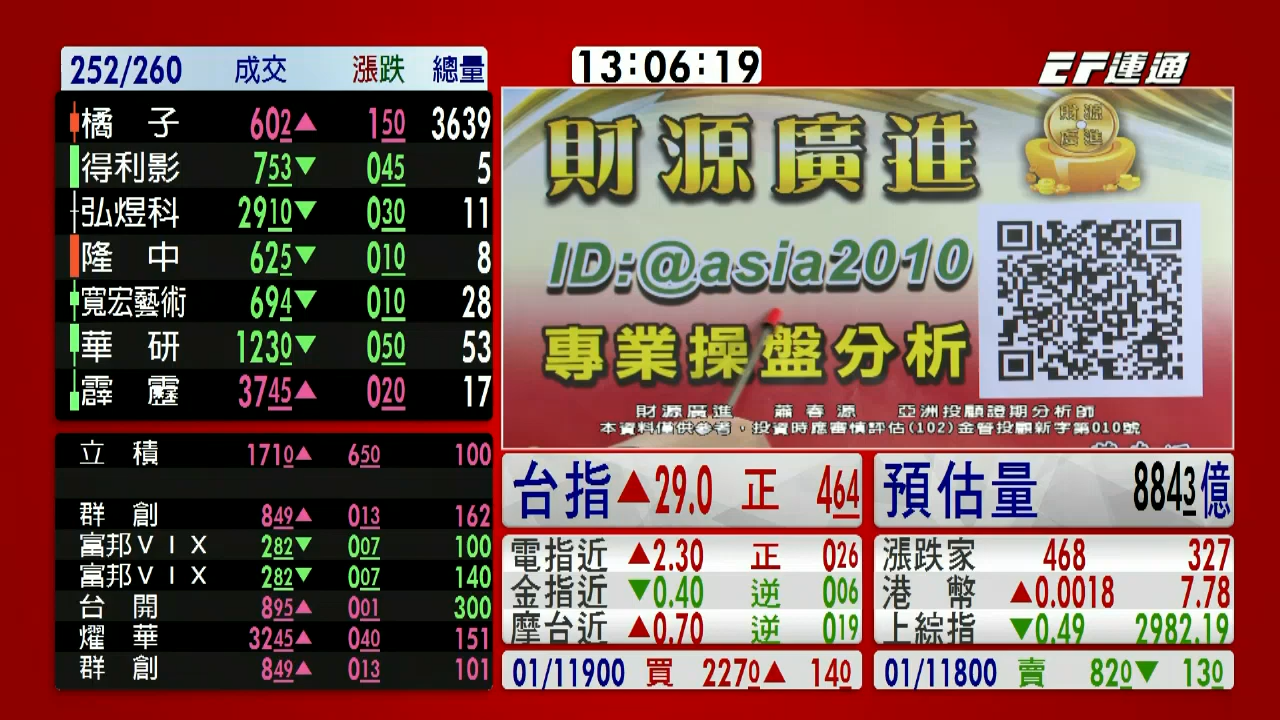 252/260 成交 漲跌 總量
橘子 602▲ 150 3639
得利影 753▼ 045 5
弘煜科 2910▼ 030 11
隆中 625▼ 010 8
寬宏藝術 694▼ 010 28
華研 1230▼ 050 53
霹靂 3745▲ 020 17
立積 1710▲ 650 100
群創 849▲ 013 162
富邦ＶＩＸ 282▼ 007 100
富邦ＶＩＸ 282▼ 007 140
台開 895▲ 001 300
燿華 3245▲ 040 151
群創 849▲ 013 101
13:06:19
EF運通
財源廣進
財源廣進
ID:@asia2010
專業操盤分析
財源廣進 蕭春源 亞洲投顧證期分析師
本資料僅供參考，投資時應審慎評估(102)金管投顧新字第010號
台指▲29.0 正 464
預估量 8843億
電指近 ▲2.30 正 026
金指近 ▼0.40 逆 006
摩台近 ▲0.70 逆 019
漲跌家 468 327
港幣 ▲0.0018 7.78
上綜指 ▼0.49 2982.19
01/11900 買 2270▲ 140
01/11800 賣 820▼ 130